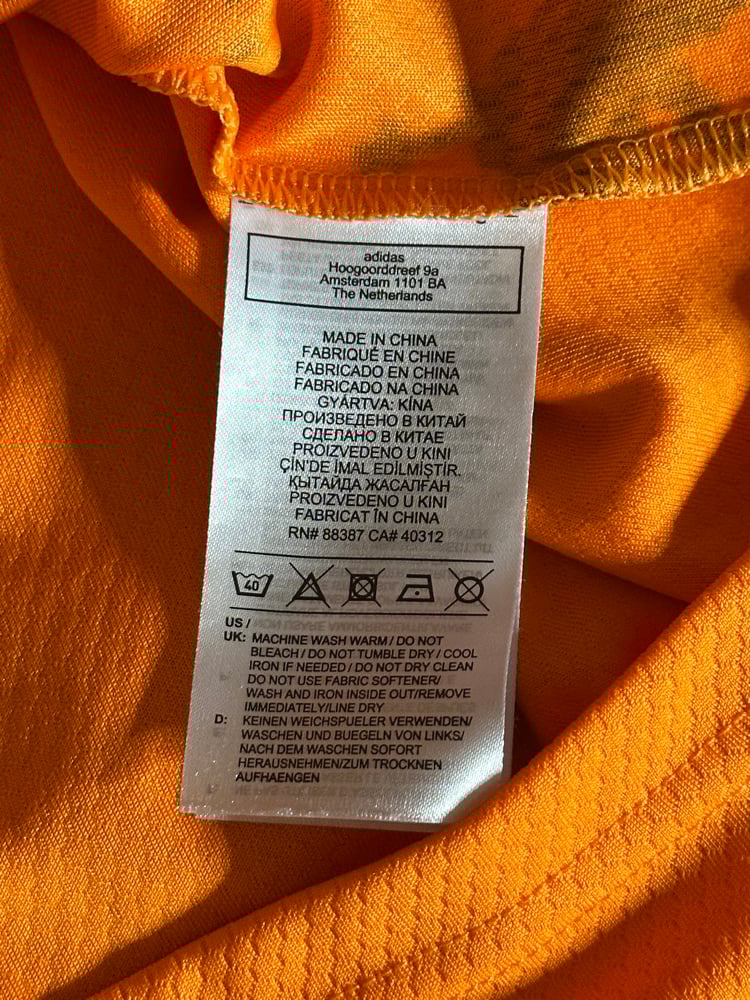 adidas
Hoogoorddreef 9a
Amsterdam 1101 BA
The Netherlands
MADE IN CHINA
FABRIQUÉ EN CHINE
FABRICADO EN CHINA
FABRICADO NA CHINA
GYÁRTVA: KÍNA
ПРОИЗВЕДЕНО В КИТАЙ
СДЕЛАНО В КИТАЕ
PROIZVEDENO U KINI
ÇİN'DE İMAL EDİLMİŞTİR.
ҚЫТАЙДА ЖАСАЛҒАН
PROIZVEDENO U KINI
FABRICAT ÎN CHINA
RN# 88387 CA# 40312
40
US /
UK: MACHINE WASH WARM / DO NOT
BLEACH / DO NOT TUMBLE DRY / COOL
IRON IF NEEDED / DO NOT DRY CLEAN
DO NOT USE FABRIC SOFTENER/
WASH AND IRON INSIDE OUT/REMOVE
IMMEDIATELY/LINE DRY
D: KEINEN WEICHSPUELER VERWENDEN/
WASCHEN UND BUEGELN VON LINKS/
NACH DEM WASCHEN SOFORT
HERAUSNEHMEN/ZUM TROCKNEN
AUFHAENGEN